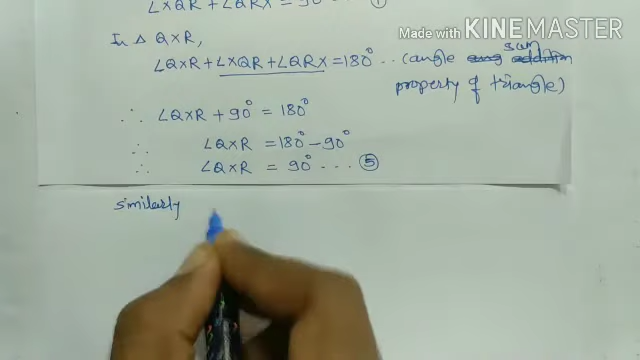 ∠XQR + ∠QRX = 90° ①
Made with KINEMASTER
In Δ QXR,
∠QXR + ∠XQR + ∠QRX = 180° .. (angle sum
property of triangle)
∴ ∠QXR + 90° = 180°
∴ ∠QXR = 180° - 90°
∴ ∠QXR = 90° ... ⑤
similarly